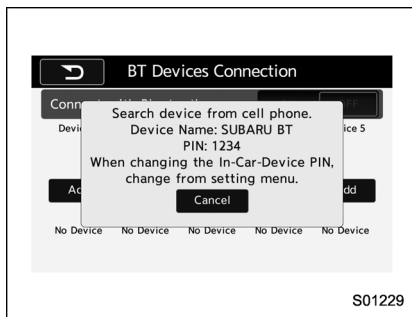 BT Devices Connection
OFF
Search device from cell phone.
Device Name: SUBARU BT
PIN: 1234
When changing the In-Car-Device PIN,
change from setting menu.
Cancel
No Device No Device No Device No Device No Device
S01229